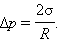 Δp = 2σ/R.